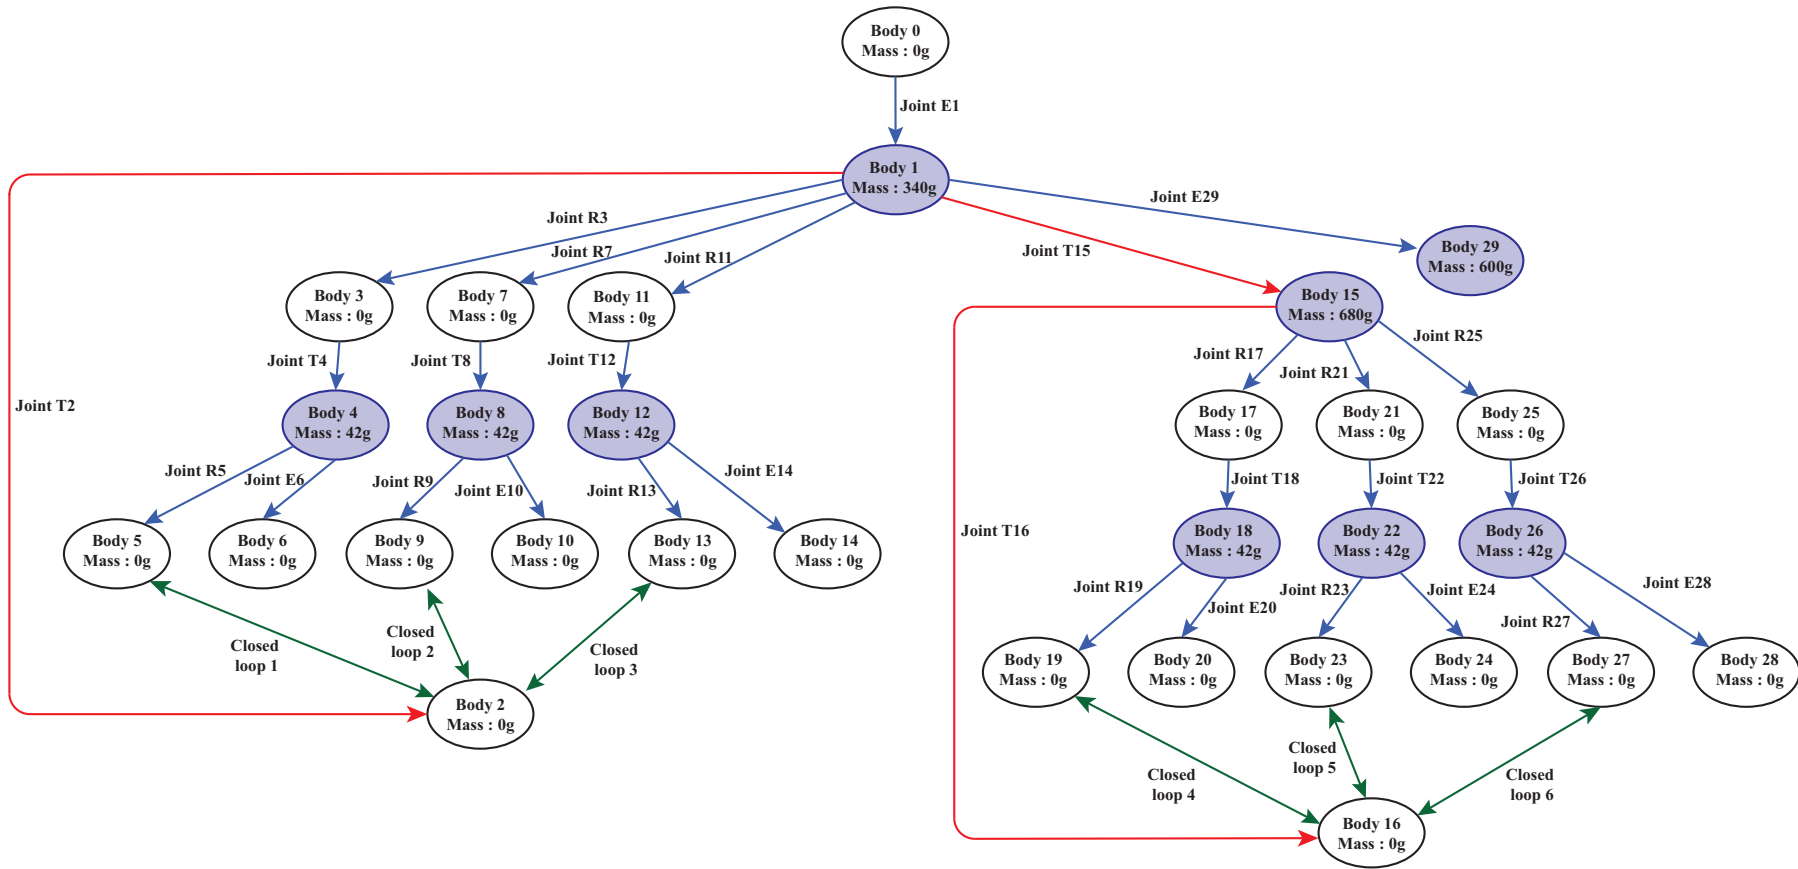 Body 0
Mass : 0g
Joint E1
Body 1
Mass : 340g
Joint E29
Joint R3
Joint R7
Joint R11
Joint T15
Body 29
Mass : 600g
Body 3
Mass : 0g
Body 7
Mass : 0g
Body 11
Mass : 0g
Body 15
Mass : 680g
Joint T4
Joint T8
Joint T12
Joint R17
Joint R21
Joint R25
Joint T2
Body 4
Mass : 42g
Body 8
Mass : 42g
Body 12
Mass : 42g
Body 17
Mass : 0g
Body 21
Mass : 0g
Body 25
Mass : 0g
Joint R5
Joint E6
Joint R9
Joint E10
Joint R13
Joint E14
Joint T18
Joint T22
Joint T26
Joint T16
Body 5
Mass : 0g
Body 6
Mass : 0g
Body 9
Mass : 0g
Body 10
Mass : 0g
Body 13
Mass : 0g
Body 14
Mass : 0g
Body 18
Mass : 42g
Body 22
Mass : 42g
Body 26
Mass : 42g
Joint R19
Joint E20
Joint R23
Joint E24
Joint R27
Joint E28
Closed
loop 1
Closed
loop 2
Closed
loop 3
Body 19
Mass : 0g
Body 20
Mass : 0g
Body 23
Mass : 0g
Body 24
Mass : 0g
Body 27
Mass : 0g
Body 28
Mass : 0g
Body 2
Mass : 0g
Closed
loop 4
Closed
loop 5
Closed
loop 6
Body 16
Mass : 0g